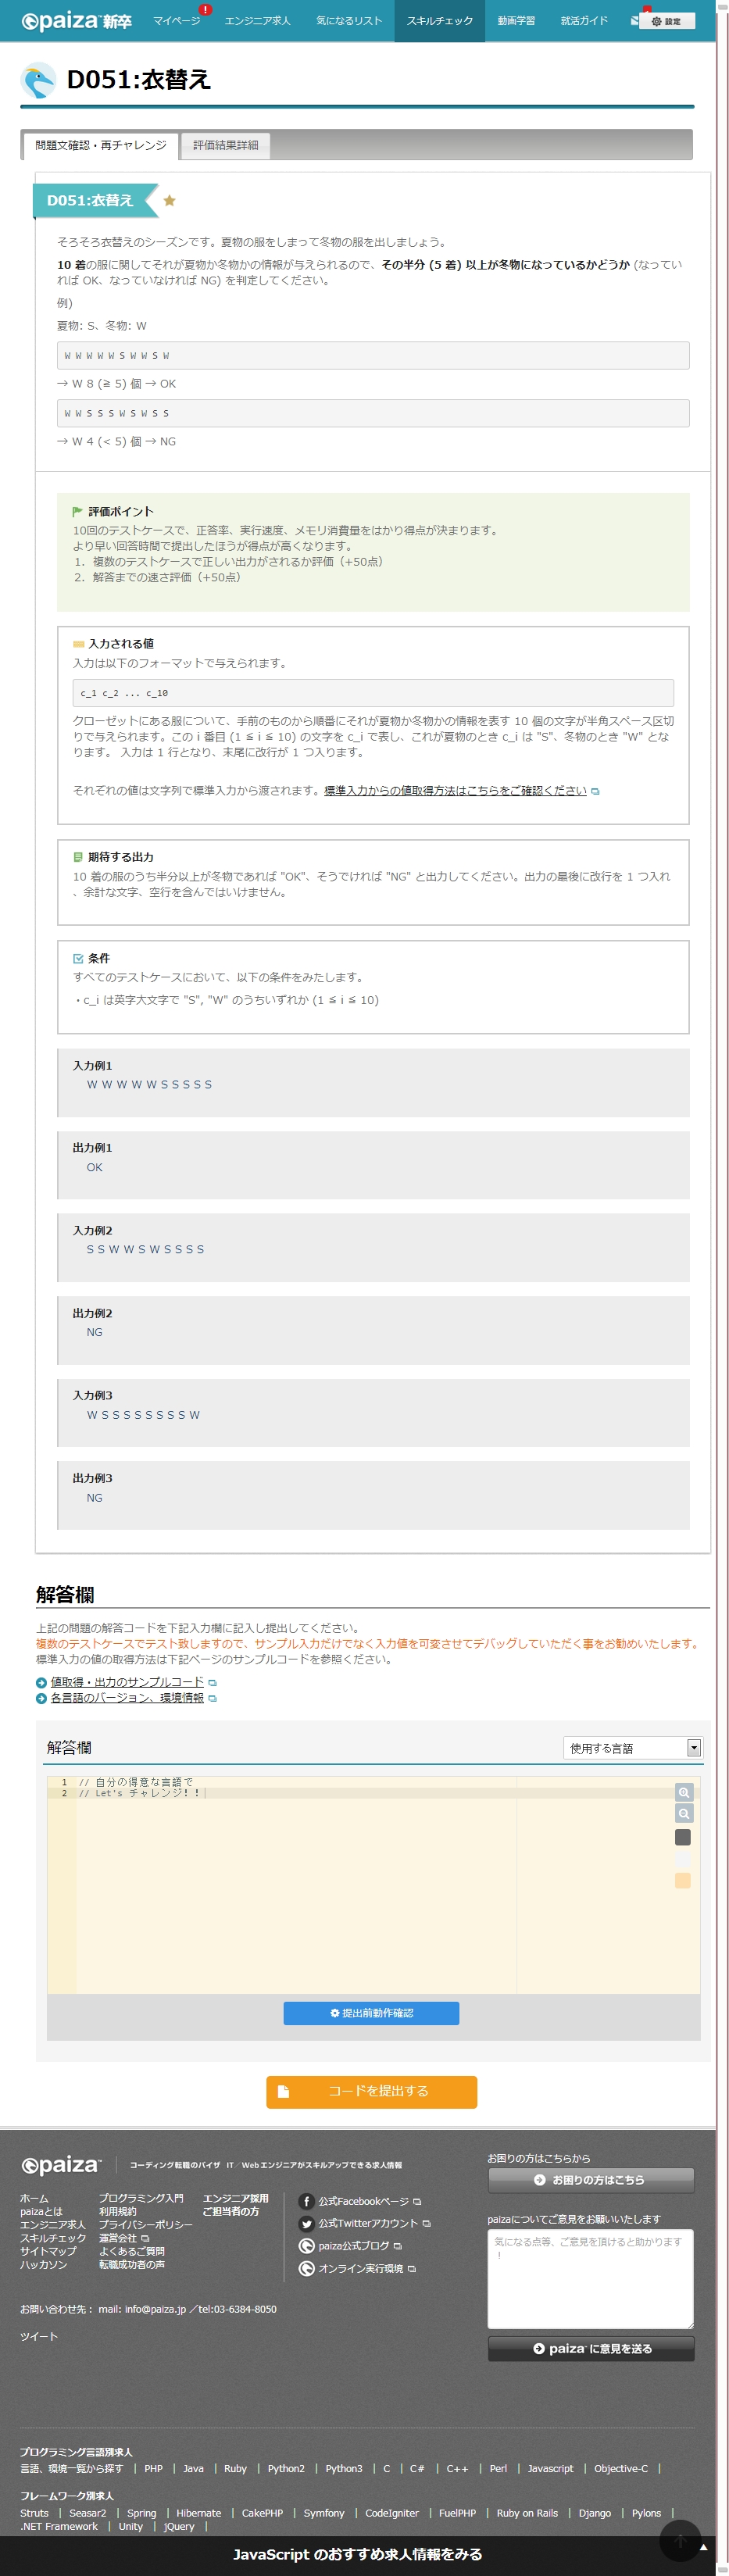 paiza新卒
マイページ
!
エンジニア求人
気になるリスト
スキルチェック
動画学習
就活ガイド
設定
D051:衣替え
問題文確認・再チャレンジ
評価結果詳細
D051:衣替え
そろそろ衣替えのシーズンです。夏物の服をしまって冬物の服を出しましょう。
10 着の服に関してそれが夏物か冬物かの情報が与えられるので、その半分 (5 着) 以上が冬物になっているかどうか (なってい
れば OK、なっていなければ NG) を判定してください。
例)
夏物: S、冬物: W
W W W W W S W W S W
→ W 8 (≧ 5) 個 → OK
W W S S S W S W S S
→ W 4 (< 5) 個 → NG
評価ポイント
10回のテストケースで、正答率、実行速度、メモリ消費量をはかり得点が決まります。
より早い回答時間で提出したほうが得点が高くなります。
1. 複数のテストケースで正しい出力がされるか評価（+50点）
2. 解答までの速さ評価（+50点）
入力される値
入力は以下のフォーマットで与えられます。
c_1 c_2 ... c_10
クローゼットにある服について、手前のものから順番にそれが夏物か冬物かの情報を表す 10 個の文字が半角スペース区切
りで与えられます。この i 番目 (1 ≦ i ≦ 10) の文字を c_i で表し、これが夏物のとき c_i は "S"、冬物のとき "W" とな
ります。 入力は 1 行となり、末尾に改行が 1 つ入ります。
それぞれの値は文字列で標準入力から渡されます。標準入力からの値取得方法はこちらをご確認ください
期待する出力
10 着の服のうち半分以上が冬物であれば "OK"、そうでければ "NG" と出力してください。出力の最後に改行を 1 つ入れ
、余計な文字、空行を含んではいけません。
条件
すべてのテストケースにおいて、以下の条件をみたします。
・c_i は英字大文字で "S", "W" のうちいずれか (1 ≦ i ≦ 10)
入力例1
W W W W W S S S S S
出力例1
OK
入力例2
S S W W S W S S S S
出力例2
NG
入力例3
W S S S S S S S S W
出力例3
NG
解答欄
上記の問題の解答コードを下記入力欄に記入し提出してください。
複数のテストケースでテスト致しますので、サンプル入力だけでなく入力値を可変させてデバッグしていただく事をお勧めいたします。
標準入力の値の取得方法は下記ページのサンプルコードを参照ください。
値取得・出力のサンプルコード
各言語のバージョン、環境情報
解答欄
使用する言語
1 // 自分の得意な言語で
2 // Let's チャレンジ！！
提出前動作確認
コードを提出する
paiza
コーディング転職のパイザ IT／Webエンジニアがスキルアップできる求人情報
ホーム
paizaとは
エンジニア求人
スキルチェック
サイトマップ
ハッカソン
プログラミング入門
利用規約
プライバシーポリシー
運営会社
よくあるご質問
転職成功者の声
エンジニア採用
ご担当者の方
公式Facebookページ
公式Twitterアカウント
paiza公式ブログ
オンライン実行環境
お困りの方はこちらから
お困りの方はこちら
paizaについてご意見をお願いいたします
気になる点等、ご意見を頂けると助かります
！
paizaに意見を送る
お問い合わせ先： mail: info@paiza.jp ／tel:03-6384-8050
ツイート
プログラミング言語別求人
言語、環境一覧から探す | PHP | Java | Ruby | Python2 | Python3 | C | C# | C++ | Perl | Javascript | Objective-C |
フレームワーク別求人
Struts | Seasar2 | Spring | Hibernate | CakePHP | Symfony | CodeIgniter | FuelPHP | Ruby on Rails | Django | Pylons |
.NET Framework | Unity | jQuery |
JavaScript のおすすめ求人情報をみる
▲